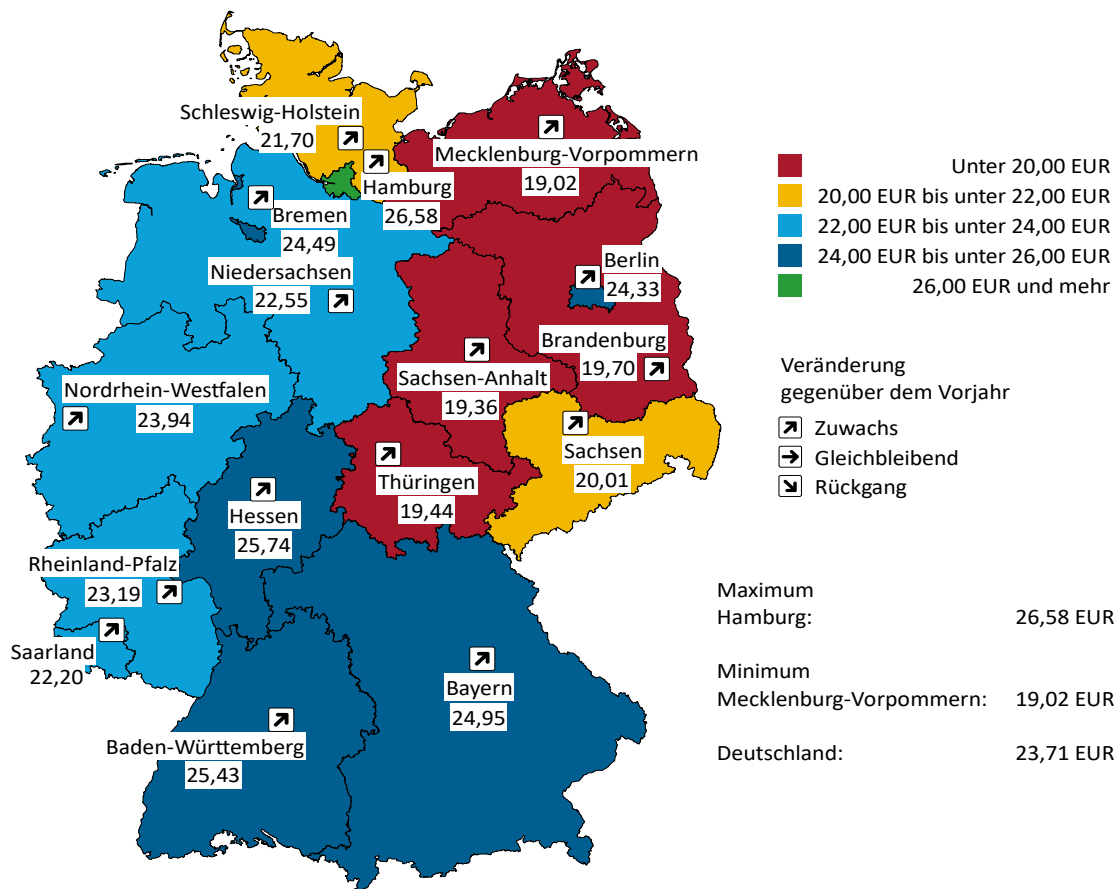 Schleswig-Holstein
21,70
Mecklenburg-Vorpommern
19,02
Hamburg
26,58
Bremen
24,49
Niedersachsen
22,55
Berlin
24,33
Brandenburg
19,70
Sachsen-Anhalt
19,36
Nordrhein-Westfalen
23,94
Sachsen
20,01
Thüringen
19,44
Hessen
25,74
Rheinland-Pfalz
23,19
Saarland
22,20
Bayern
24,95
Baden-Württemberg
25,43
Unter 20,00 EUR
20,00 EUR bis unter 22,00 EUR
22,00 EUR bis unter 24,00 EUR
24,00 EUR bis unter 26,00 EUR
26,00 EUR und mehr
Veränderung
gegenüber dem Vorjahr
Zuwachs
Gleichbleibend
Rückgang
Maximum
Hamburg: 26,58 EUR
Minimum
Mecklenburg-Vorpommern: 19,02 EUR
Deutschland: 23,71 EUR